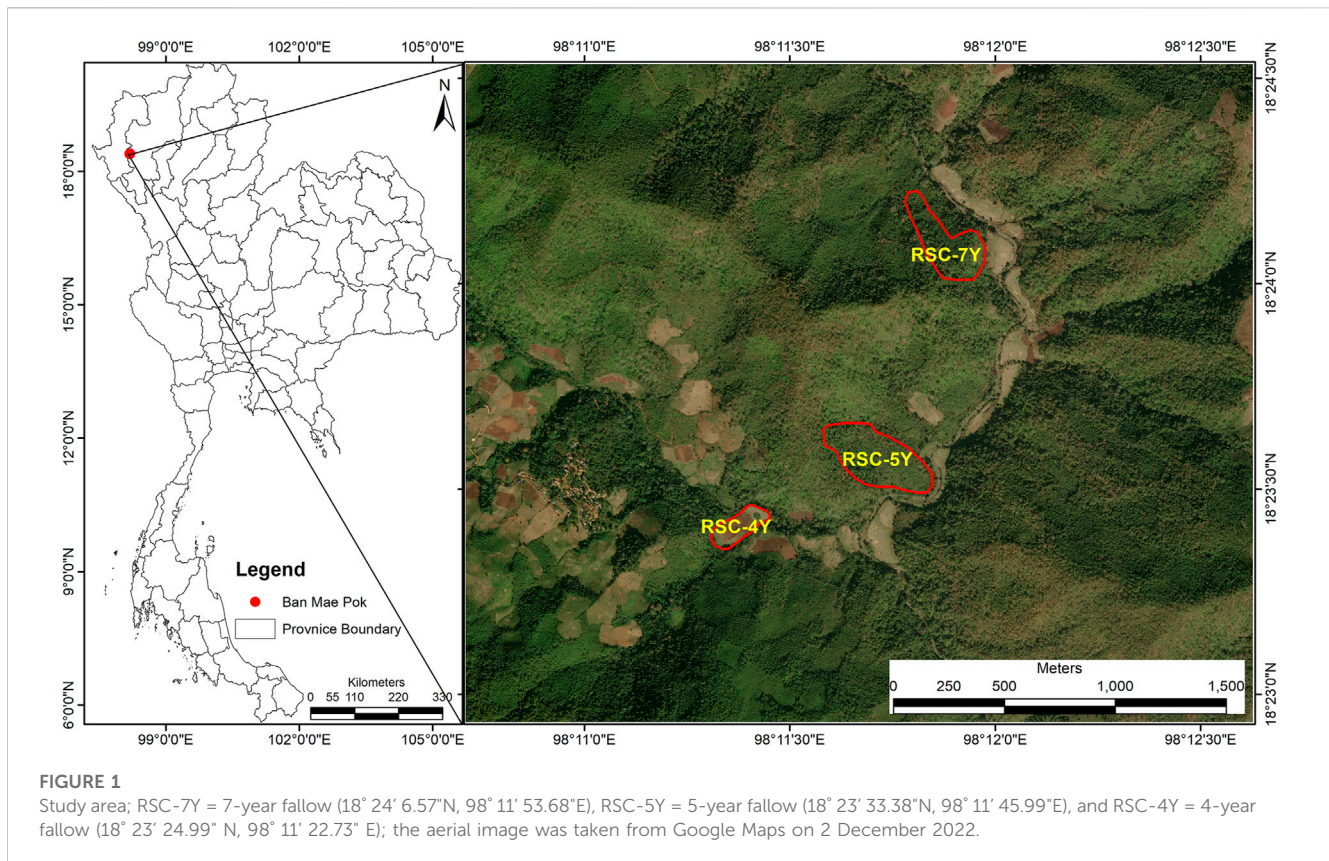 99°0'0"E 102°0'0"E 105°0'0"E
98°11'0"E 98°11'30"E 98°12'0"E 98°12'30"E
18°0'0"N
15°0'0"N
12°0'0"N
9°0'0"N
6°0'0"N
N
Legend
Ban Mae Pok
Provnice Boundary
Kilometers
0 55 110 220 330
99°0'0"E 102°0'0"E 105°0'0"E
RSC-7Y
RSC-5Y
RSC-4Y
Meters
0 250 500 1,000 1,500
18°24'30"N
18°24'0"N
18°23'30"N
18°23'0"N
98°11'0"E 98°11'30"E 98°12'0"E 98°12'30"E
FIGURE 1
Study area; RSC-7Y = 7-year fallow (18° 24′ 6.57"N, 98° 11′ 53.68"E), RSC-5Y = 5-year fallow (18° 23′ 33.38"N, 98° 11′ 45.99"E), and RSC-4Y = 4-year
fallow (18° 23′ 24.99" N, 98° 11′ 22.73" E); the aerial image was taken from Google Maps on 2 December 2022.